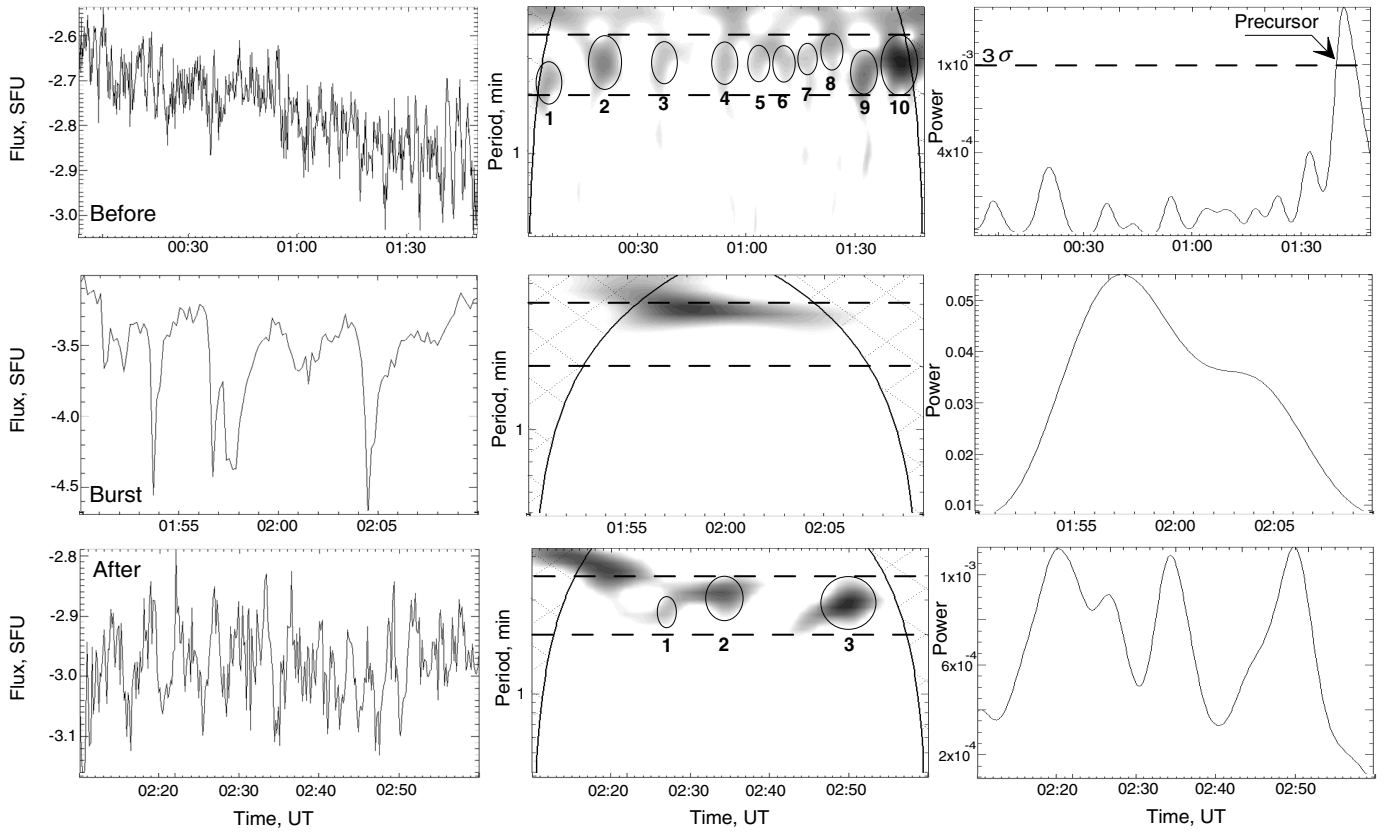 Flux, SFU
-2.6
-2.7
-2.8
-2.9
-3.0
Before
00:30 01:00 01:30
Period, min
1
1 2 3 4 5 6 7 8 9 10
00:30 01:00 01:30
Power
Precursor
1x10-3 3σ
4x10-4
00:30 01:00 01:30
Flux, SFU
-3.5
-4.0
-4.5
Burst
01:55 02:00 02:05
Period, min
1
01:55 02:00 02:05
Power
0.05
0.04
0.03
0.02
0.01
01:55 02:00 02:05
Flux, SFU
-2.8
After
-2.9
-3.0
-3.1
02:20 02:30 02:40 02:50
Time, UT
Period, min
1
1 2 3
02:20 02:30 02:40 02:50
Time, UT
Power
1x10-3
6x10-4
2x10-4
02:20 02:30 02:40 02:50
Time, UT